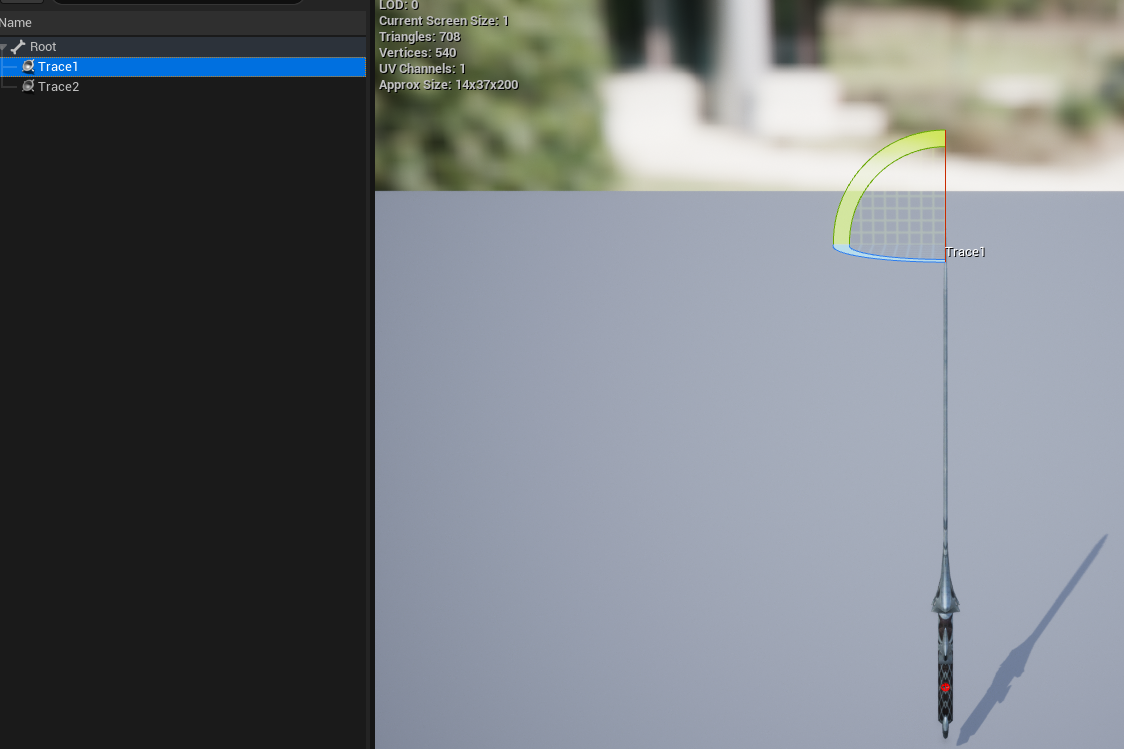 Name
Root
Trace1
Trace2
LOD: 0
Current Screen Size: 1
Triangles: 708
Vertices: 540
UV Channels: 1
Approx Size: 14x37x200
Trace1